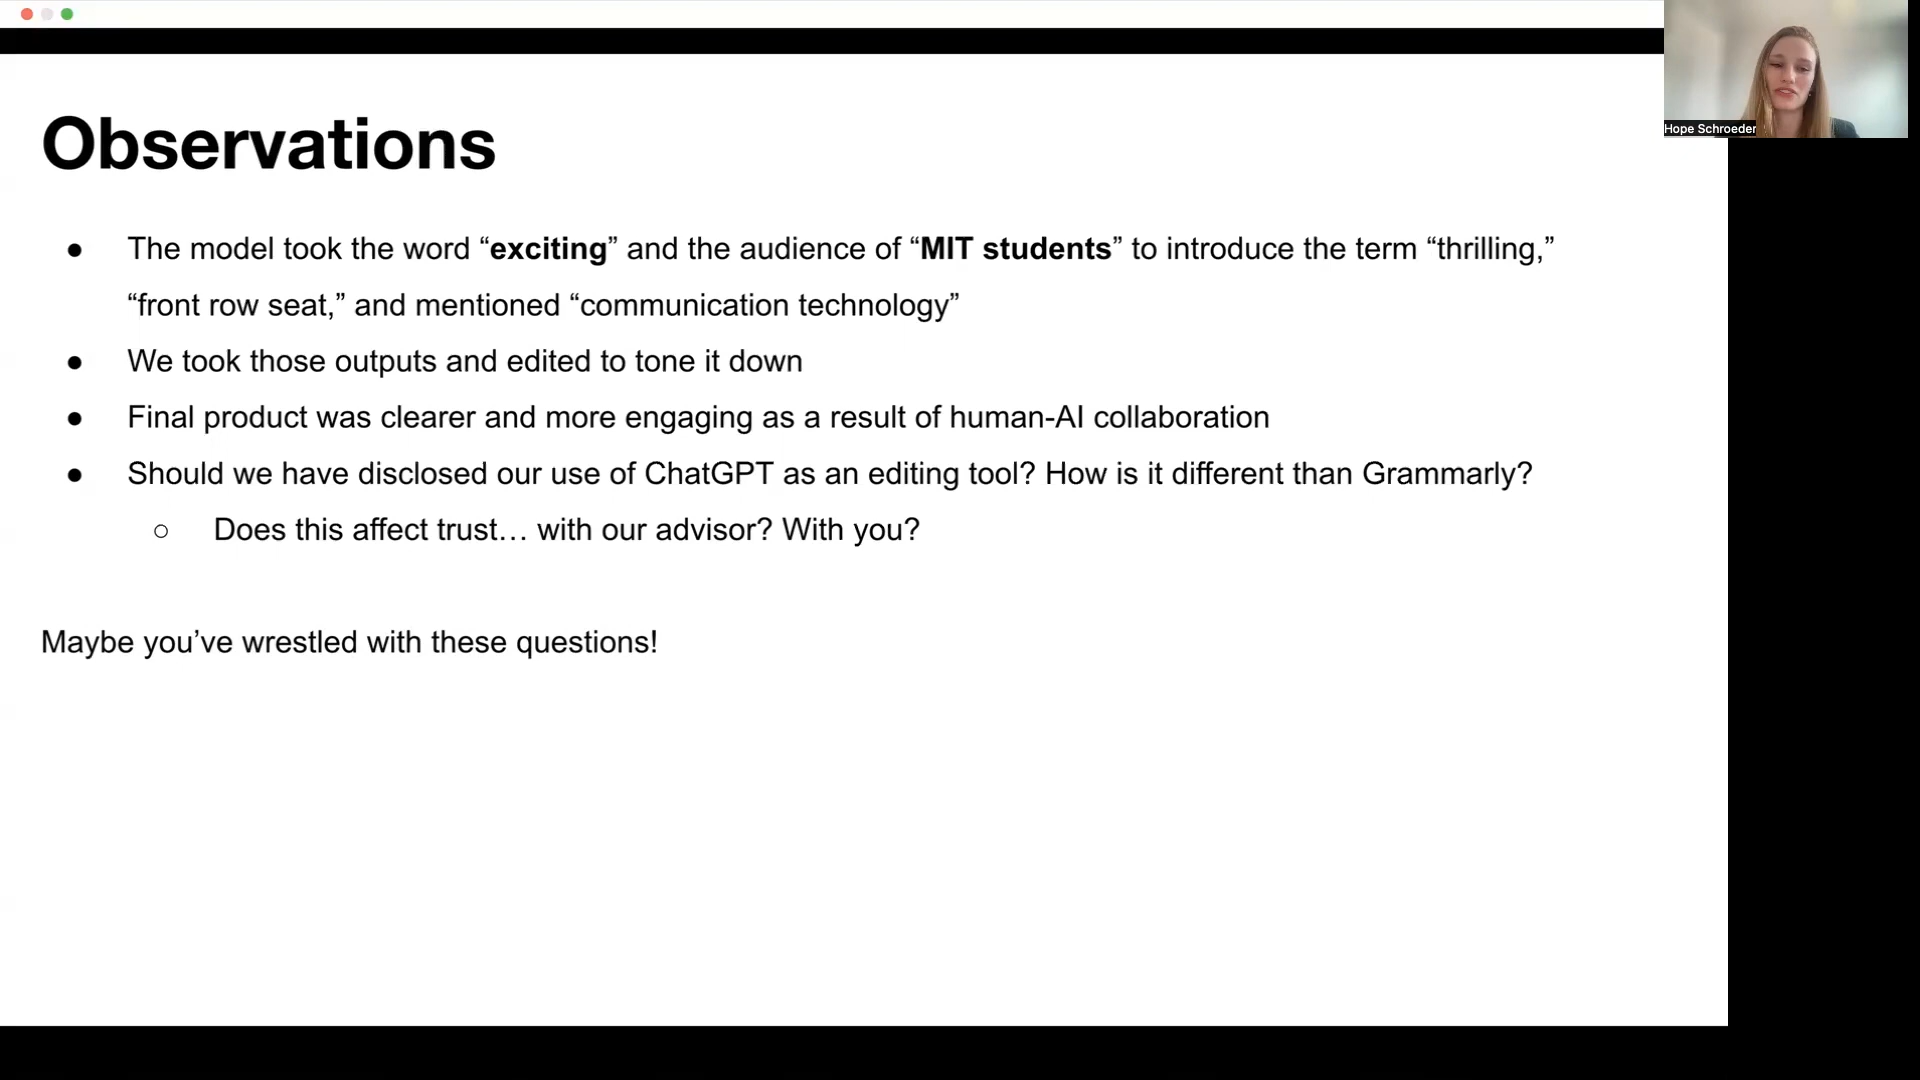 Hope Schroeder
Observations
● The model took the word “exciting” and the audience of “MIT students” to introduce the term “thrilling,”
“front row seat,” and mentioned “communication technology”
● We took those outputs and edited to tone it down
● Final product was clearer and more engaging as a result of human-AI collaboration
● Should we have disclosed our use of ChatGPT as an editing tool? How is it different than Grammarly?
○ Does this affect trust… with our advisor? With you?
Maybe you’ve wrestled with these questions!